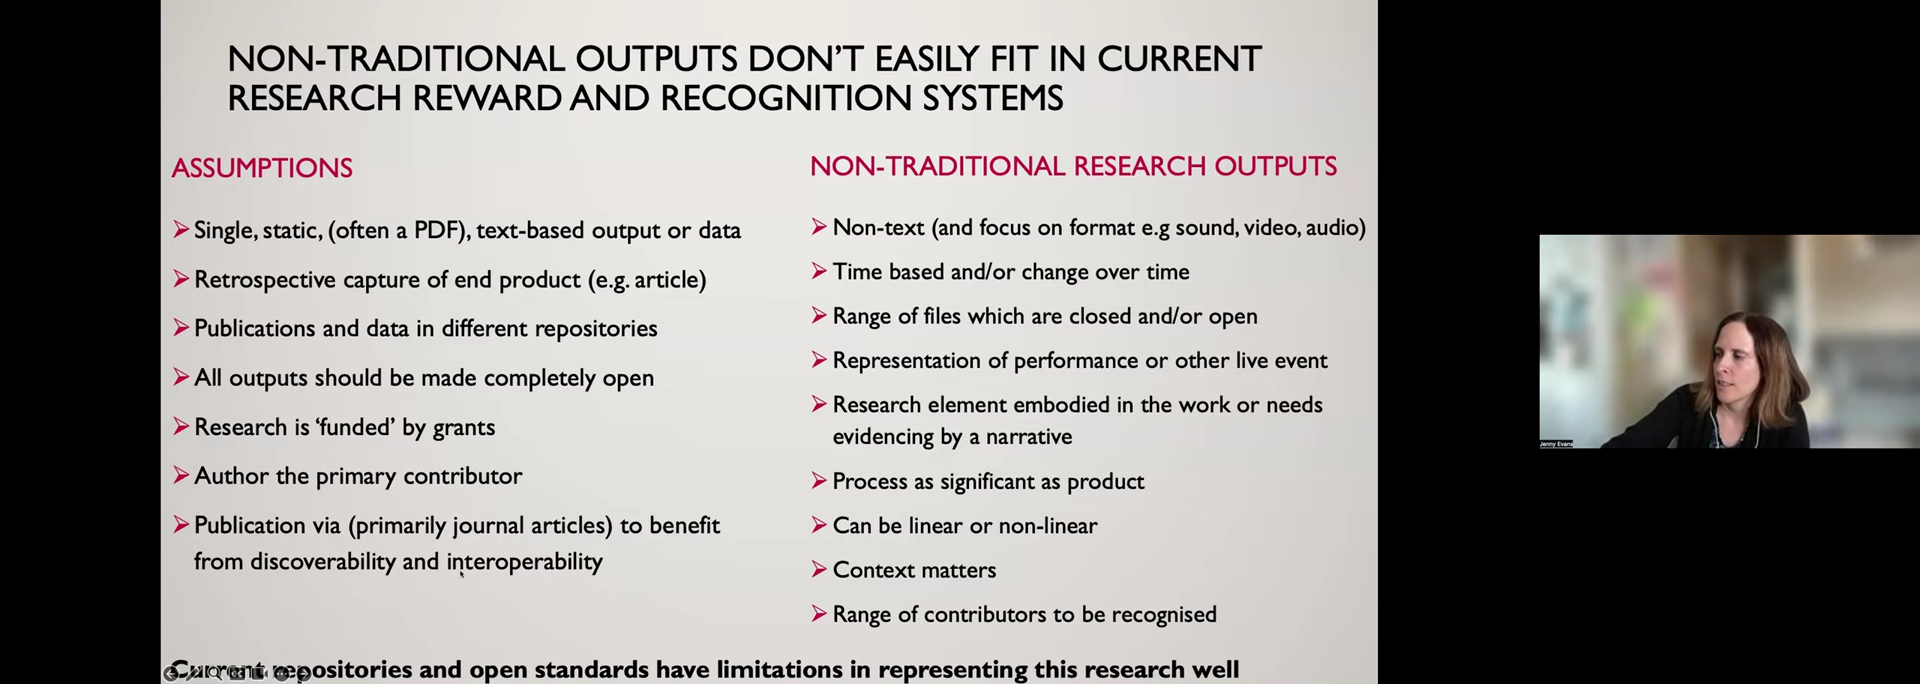 NON-TRADITIONAL OUTPUTS DON'T EASILY FIT IN CURRENT
RESEARCH REWARD AND RECOGNITION SYSTEMS
ASSUMPTIONS
Single, static, (often a PDF), text-based output or data
Retrospective capture of end product (e.g. article)
Publications and data in different repositories
All outputs should be made completely open
Research is ‘funded’ by grants
Author the primary contributor
Publication via (primarily journal articles) to benefit
from discoverability and interoperability
NON-TRADITIONAL RESEARCH OUTPUTS
Non-text (and focus on format e.g sound, video, audio)
Time based and/or change over time
Range of files which are closed and/or open
Representation of performance or other live event
Research element embodied in the work or needs
evidencing by a narrative
Process as significant as product
Can be linear or non-linear
Context matters
Range of contributors to be recognised
Current repositories and open standards have limitations in representing this research well
Jenny Evans